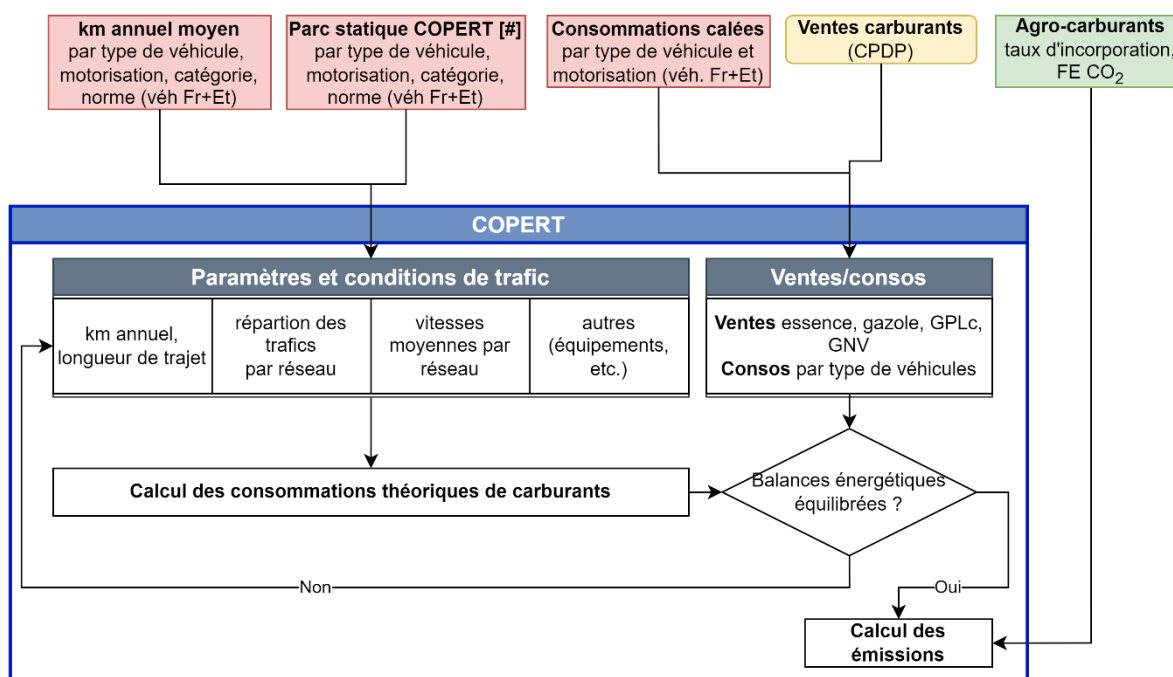 km annuel moyen
par type de véhicule,
motorisation, catégorie,
norme (véh Fr+Et)
Parc statique COPERT [#]
par type de véhicule,
motorisation, catégorie,
norme (véh Fr+Et)
Consommations calées
par type de véhicule et
motorisation (véh. Fr+Et)
Ventes carburants
(CPDP)
Agro-carburants
taux d'incorporation,
FE CO₂
COPERT
Paramètres et conditions de trafic
km annuel,
longueur de trajet
répartion des
trafics
par réseau
vitesses
moyennes par
réseau
autres
(équipements,
etc.)
Ventes/consos
Ventes essence, gazole, GPLc,
GNV
Consos par type de véhicules
Calcul des consommations théoriques de carburants
Balances énergétiques
équilibrées ?
Non
Oui
Calcul des
émissions